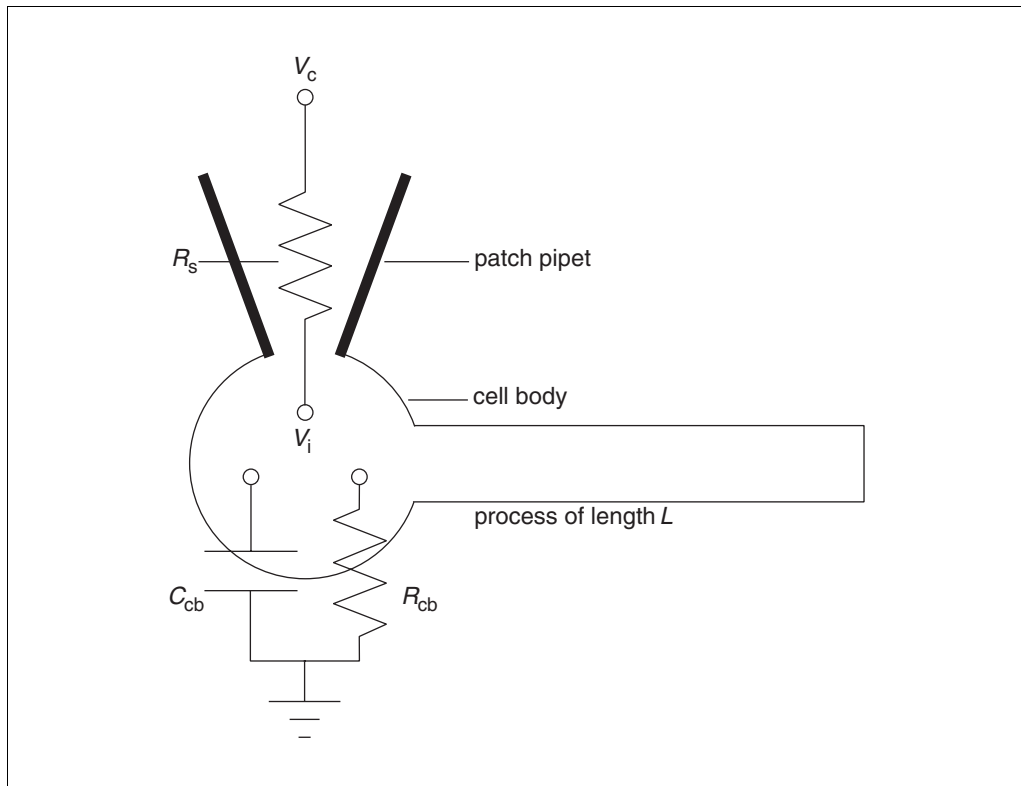 Vc
Rs
patch pipet
cell body
Vi
process of length L
Ccb
Rcb